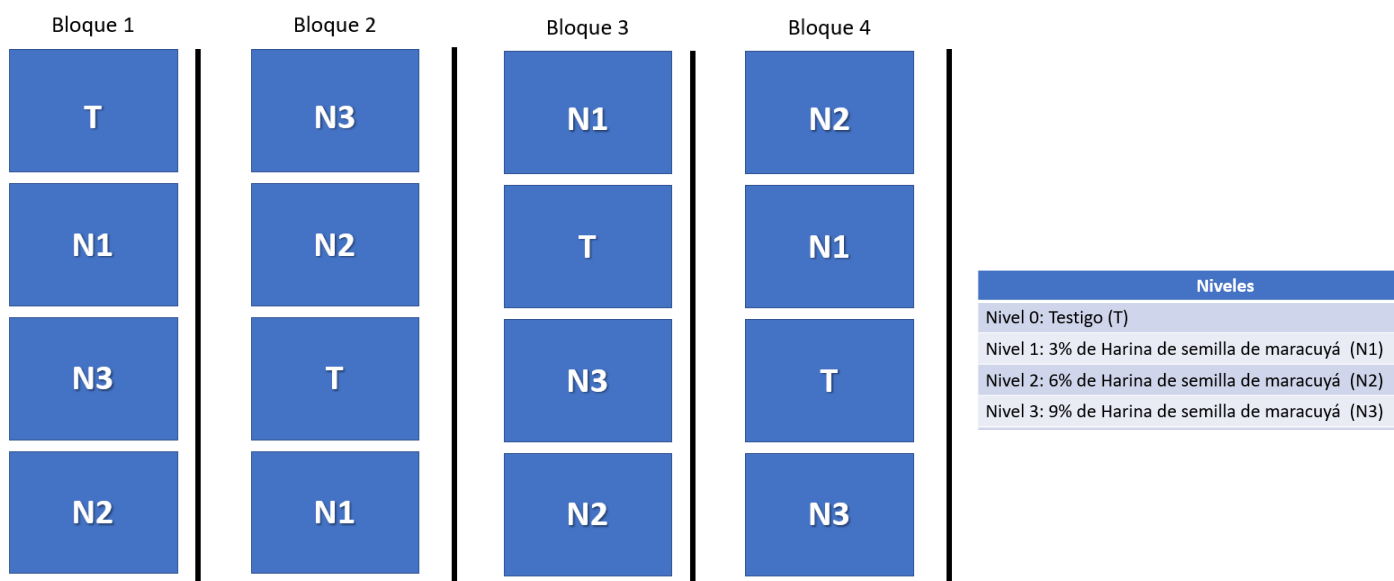 Bloque 1
Bloque 2
Bloque 3
Bloque 4
T
N3
N1
N2
N1
N2
T
N1
N3
T
N3
T
N2
N1
N2
N3
Niveles
Nivel 0: Testigo (T)
Nivel 1: 3% de Harina de semilla de maracuyá (N1)
Nivel 2: 6% de Harina de semilla de maracuyá (N2)
Nivel 3: 9% de Harina de semilla de maracuyá (N3)